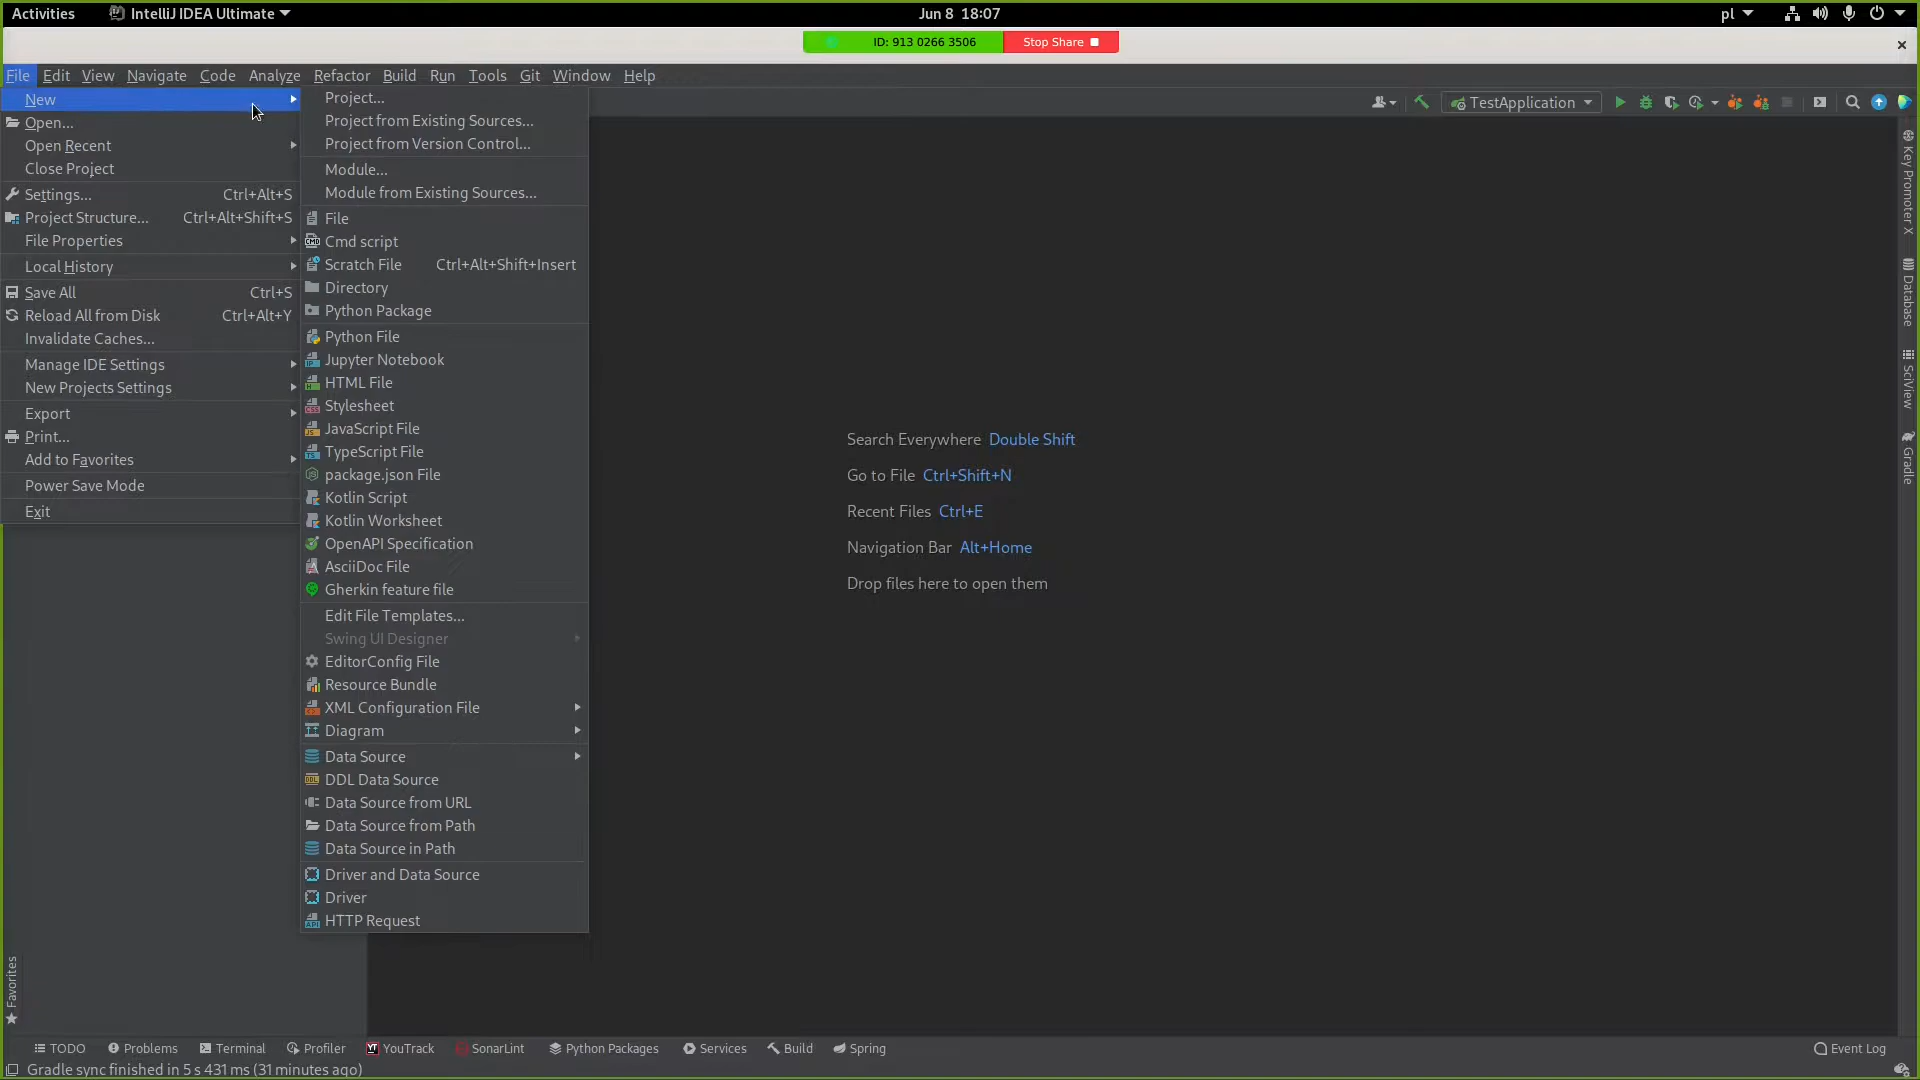 Activities IntelliJ IDEA Ultimate Jun 8 18:07 pl
ID: 913 0266 3506 Stop Share
File Edit View Navigate Code Analyze Refactor Build Run Tools Git Window Help
TestApplication
New
Open...
Open Recent
Close Project
Settings... Ctrl+Alt+S
Project Structure... Ctrl+Alt+Shift+S
File Properties
Local History
Save All Ctrl+S
Reload All from Disk Ctrl+Alt+Y
Invalidate Caches...
Manage IDE Settings
New Projects Settings
Export
Print...
Add to Favorites
Power Save Mode
Exit
Project...
Project from Existing Sources...
Project from Version Control...
Module...
Module from Existing Sources...
File
Cmd script
Scratch File Ctrl+Alt+Shift+Insert
Directory
Python Package
Python File
Jupyter Notebook
HTML File
Stylesheet
JavaScript File
TypeScript File
package.json File
Kotlin Script
Kotlin Worksheet
OpenAPI Specification
AsciiDoc File
Gherkin feature file
Edit File Templates...
Swing UI Designer
EditorConfig File
Resource Bundle
XML Configuration File
Diagram
Data Source
DDL Data Source
Data Source from URL
Data Source from Path
Data Source in Path
Driver and Data Source
Driver
HTTP Request
Search Everywhere Double Shift
Go to File Ctrl+Shift+N
Recent Files Ctrl+E
Navigation Bar Alt+Home
Drop files here to open them
Key Promoter X
Database
SciView
Gradle
Favorites
TODO Problems Terminal Profiler YouTrack SonarLint Python Packages Services Build Spring Event Log
Gradle sync finished in 5 s 431 ms (31 minutes ago)